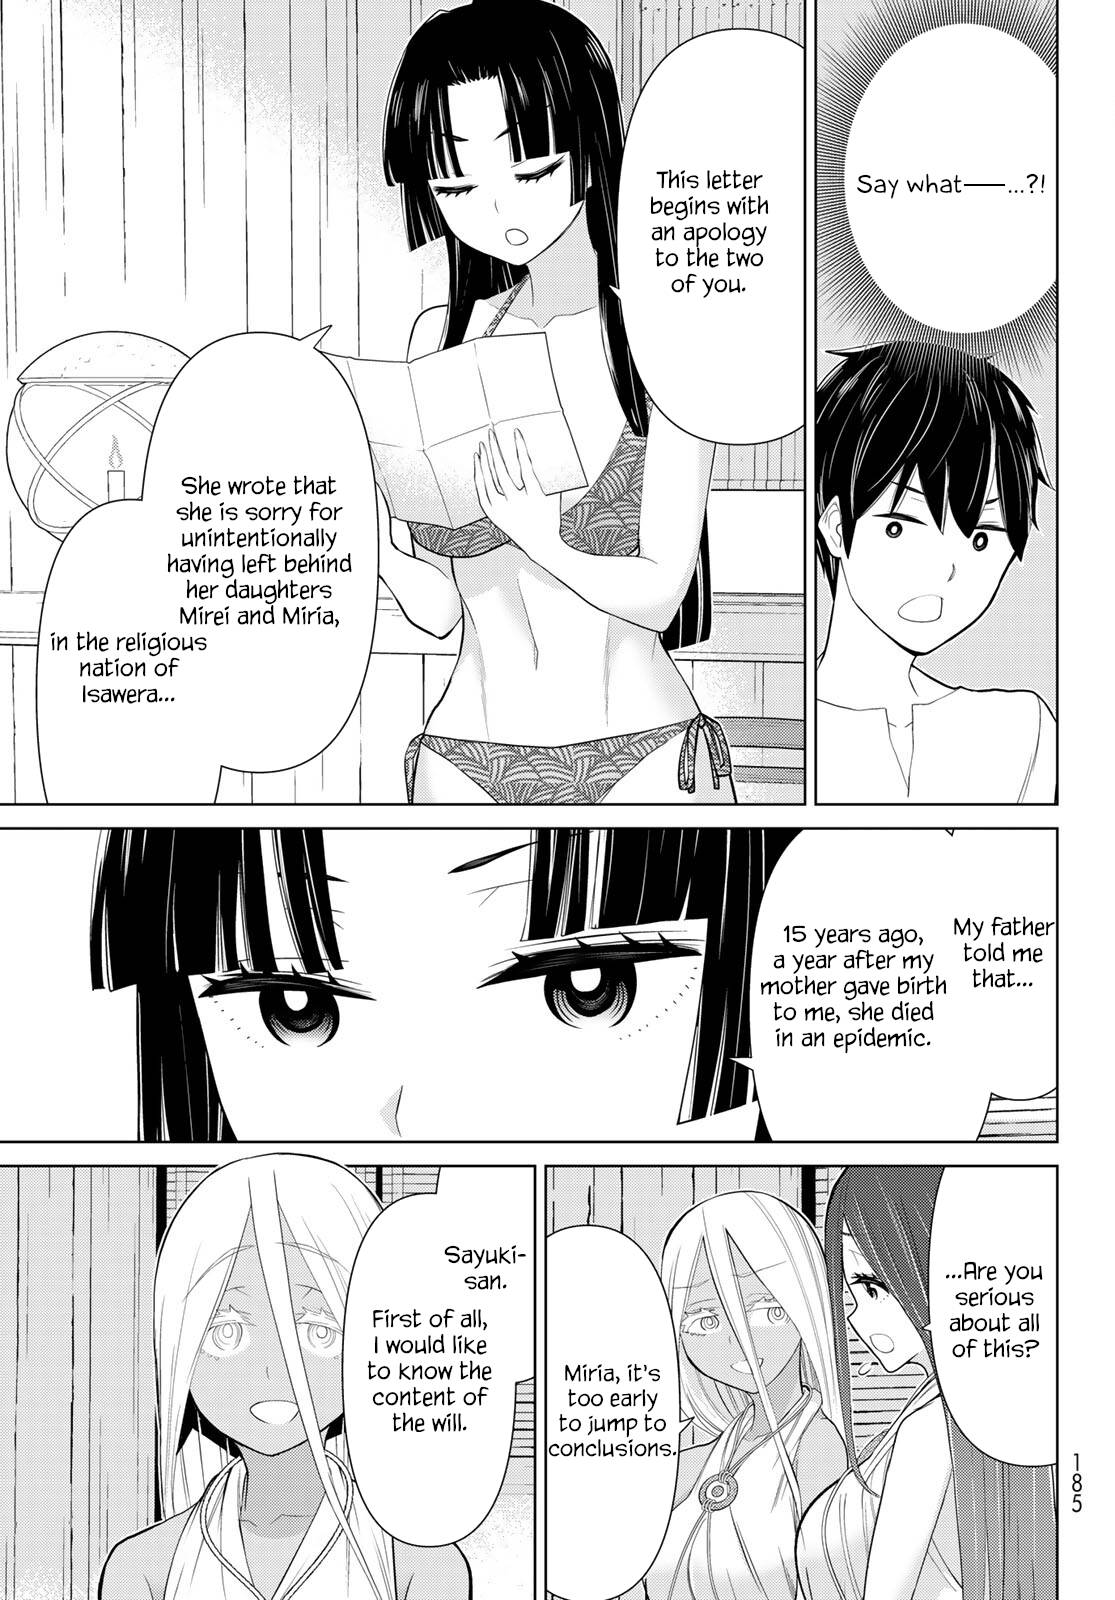 Say what——...?!
This letter
begins with
an apology
to the two
of you.
She wrote that
she is sorry for
unintentionally
having left behind
her daughters
Mirei and Miria,
in the religious
nation of
Isawera...
My father
told me
that...
15 years ago,
a year after my
mother gave birth
to me, she died
in an epidemic.
...Are you
serious
about all
of this?
Miria, it's
too early
to jump to
conclusions.
Sayuki-
san.
First of all,
I would like
to know the
content of
the will.
185